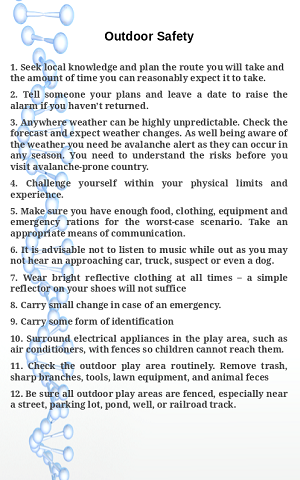 Outdoor Safety
1. Seek local knowledge and plan the route you will take and
the amount of time you can reasonably expect it to take.
2. Tell someone your plans and leave a date to raise the
alarm if you haven't returned.
3. Anywhere weather can be highly unpredictable. Check the
forecast and expect weather changes. As well being aware of
the weather you need be avalanche alert as they can occur in
any season. You need to understand the risks before you
visit avalanche-prone country.
4. Challenge yourself within your physical limits and
experience.
5. Make sure you have enough food, clothing, equipment and
emergency rations for the worst-case scenario. Take an
appropriate means of communication.
6. It is advisable not to listen to music while out as you may
not hear an approaching car, truck, suspect or even a dog.
7. Wear bright reflective clothing at all times – a simple
reflector on your shoes will not suffice
8. Carry small change in case of an emergency.
9. Carry some form of identification
10. Surround electrical appliances in the play area, such as
air conditioners, with fences so children cannot reach them.
11. Check the outdoor play area routinely. Remove trash,
sharp branches, tools, lawn equipment, and animal feces
12. Be sure all outdoor play areas are fenced, especially near
a street, parking lot, pond, well, or railroad track.